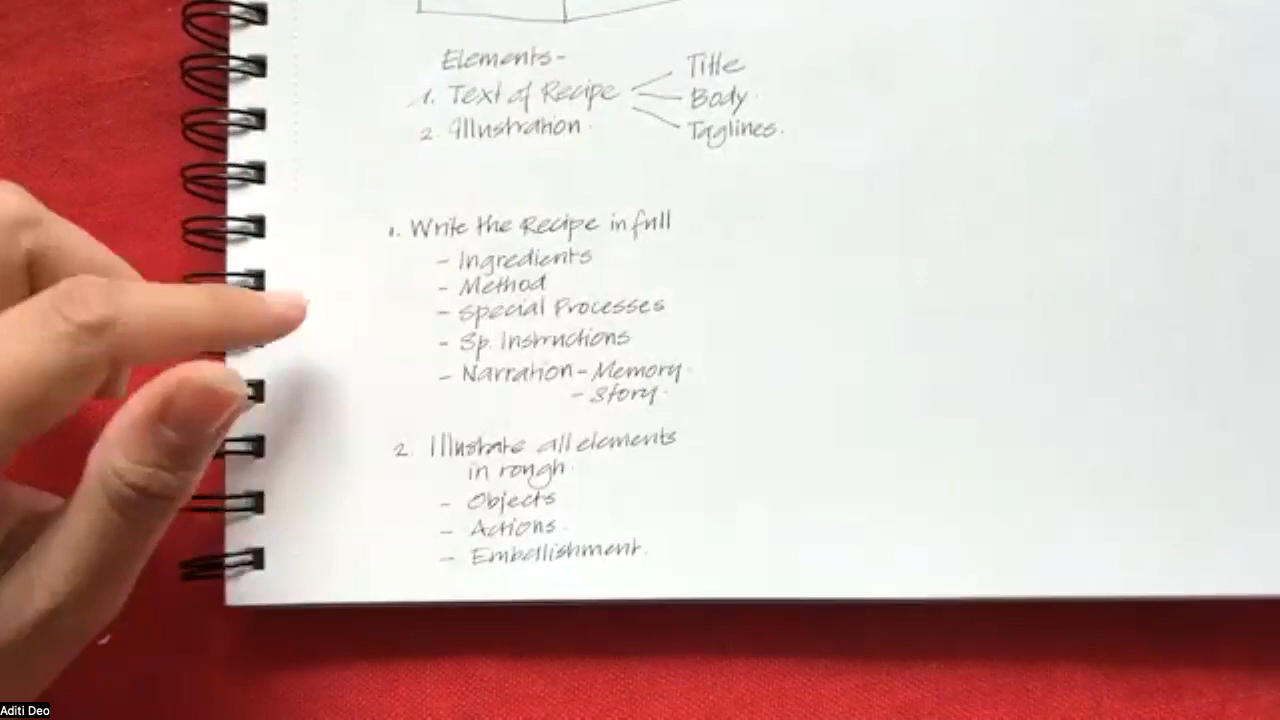 Elements-
1. Text of Recipe
Title
Body.
Taglines.
2. Illustration.
1. Write the Recipe in full
- Ingredients
- Method
- Special Processes
- Sp. Instructions
- Narration - Memory.
- Story.
2. Illustrate all elements
in rough.
- Objects
- Actions.
- Embellishment.
Aditi Deo